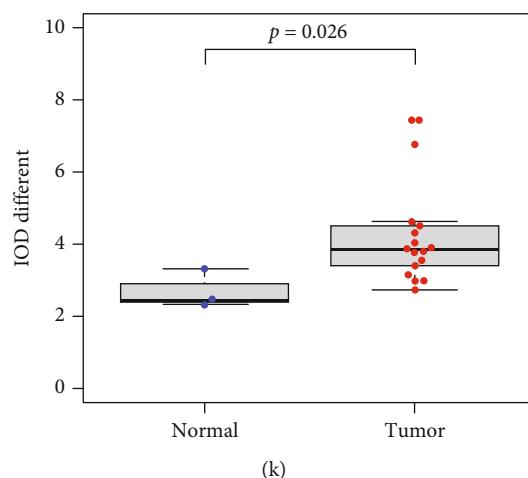 10
p = 0.026
8
6
4
2
0
IOD different
Normal
Tumor
(k)